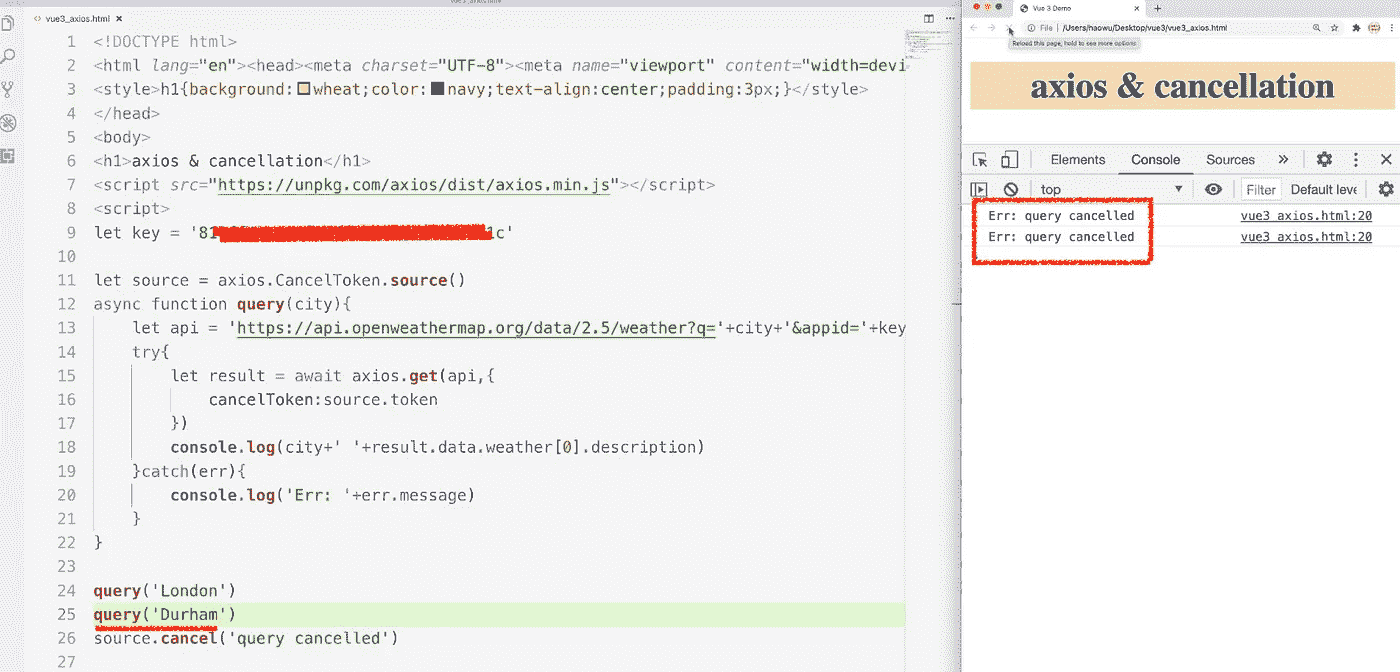 vue3_axios.html
vue3_axios.html
1 <!DOCTYPE html>
2 <html lang="en"><head><meta charset="UTF-8"><meta name="viewport" content="width=devi
3 <style>h1{background:wheat;color:navy;text-align:center;padding:3px;}</style>
4 </head>
5 <body>
6 <h1>axios & cancellation</h1>
7 <script src="https://unpkg.com/axios/dist/axios.min.js"></script>
8 <script>
9 let key = '81 1c'
10
11 let source = axios.CancelToken.source()
12 async function query(city){
13 let api = 'https://api.openweathermap.org/data/2.5/weather?q='+city+'&appid='+key
14 try{
15 let result = await axios.get(api,{
16 cancelToken:source.token
17 })
18 console.log(city+' '+result.data.weather[0].description)
19 }catch(err){
20 console.log('Err: '+err.message)
21 }
22 }
23
24 query('London')
25 query('Durham')
26 source.cancel('query cancelled')
27
Vue 3 Demo
File /Users/haowu/Desktop/vue3/vue3_axios.html
Reload this page, hold to see more options
axios & cancellation
Elements Console Sources »
top Filter Default leve
Err: query cancelled vue3_axios.html:20
Err: query cancelled vue3_axios.html:20